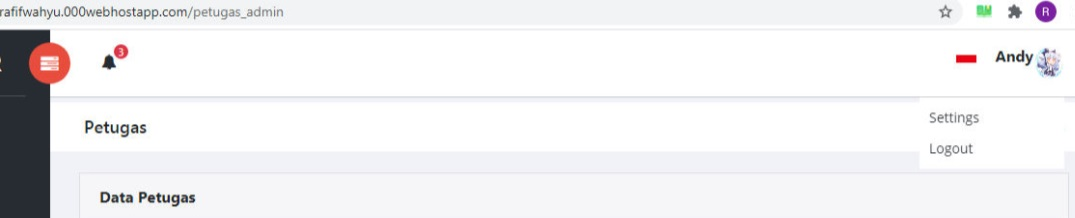 rafifwahyu.000webhostapp.com/petugas_admin
R
3
Andy
Settings
Logout
Petugas
Data Petugas